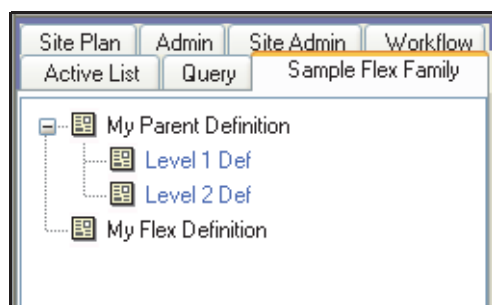 Site Plan Admin Site Admin Workflow
Active List Query Sample Flex Family
My Parent Definition
Level 1 Def
Level 2 Def
My Flex Definition